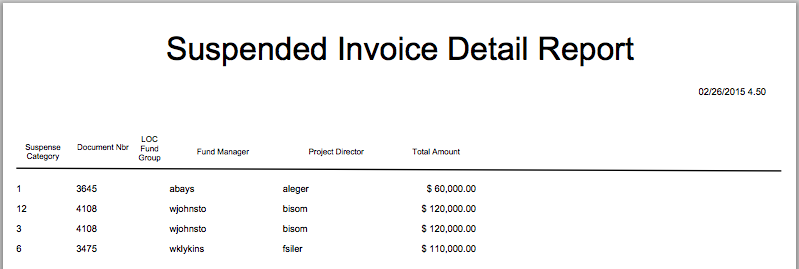 Suspended Invoice Detail Report
02/26/2015 4.50
Suspense Category Document Nbr LOC Fund Group Fund Manager Project Director Total Amount
1 3645 abays aleger $ 60,000.00
12 4108 wjohnsto bisom $ 120,000.00
3 4108 wjohnsto bisom $ 120,000.00
6 3475 wklykins fsiler $ 110,000.00